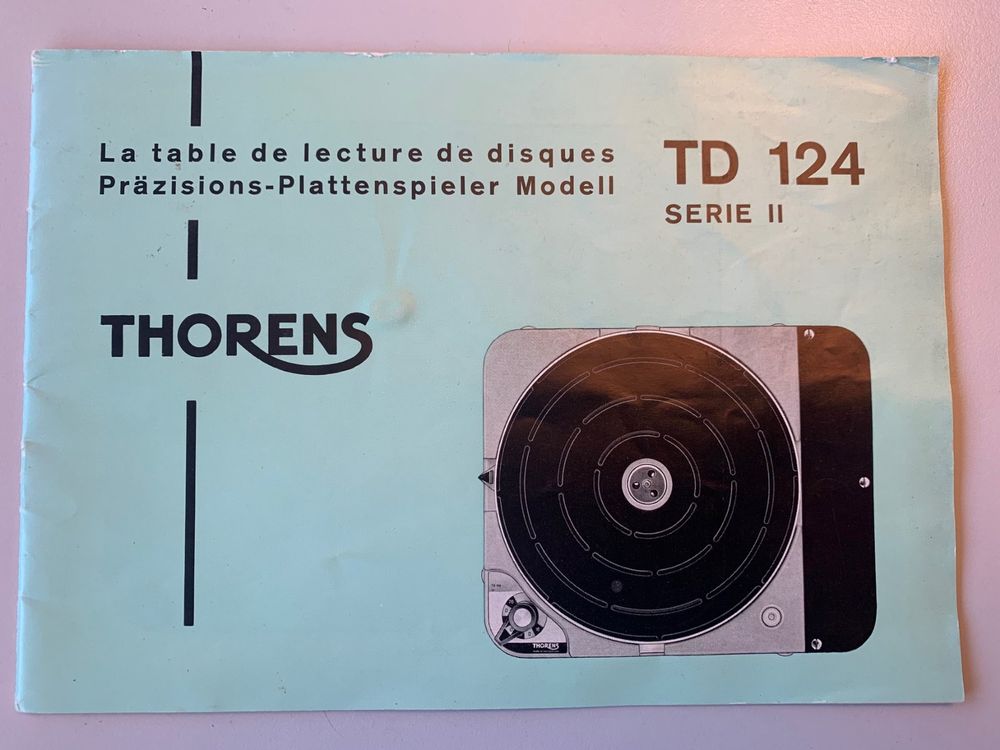 La table de lecture de disques
Präzisions-Plattenspieler Modell
TD 124
SERIE II
THORENS
THORENS